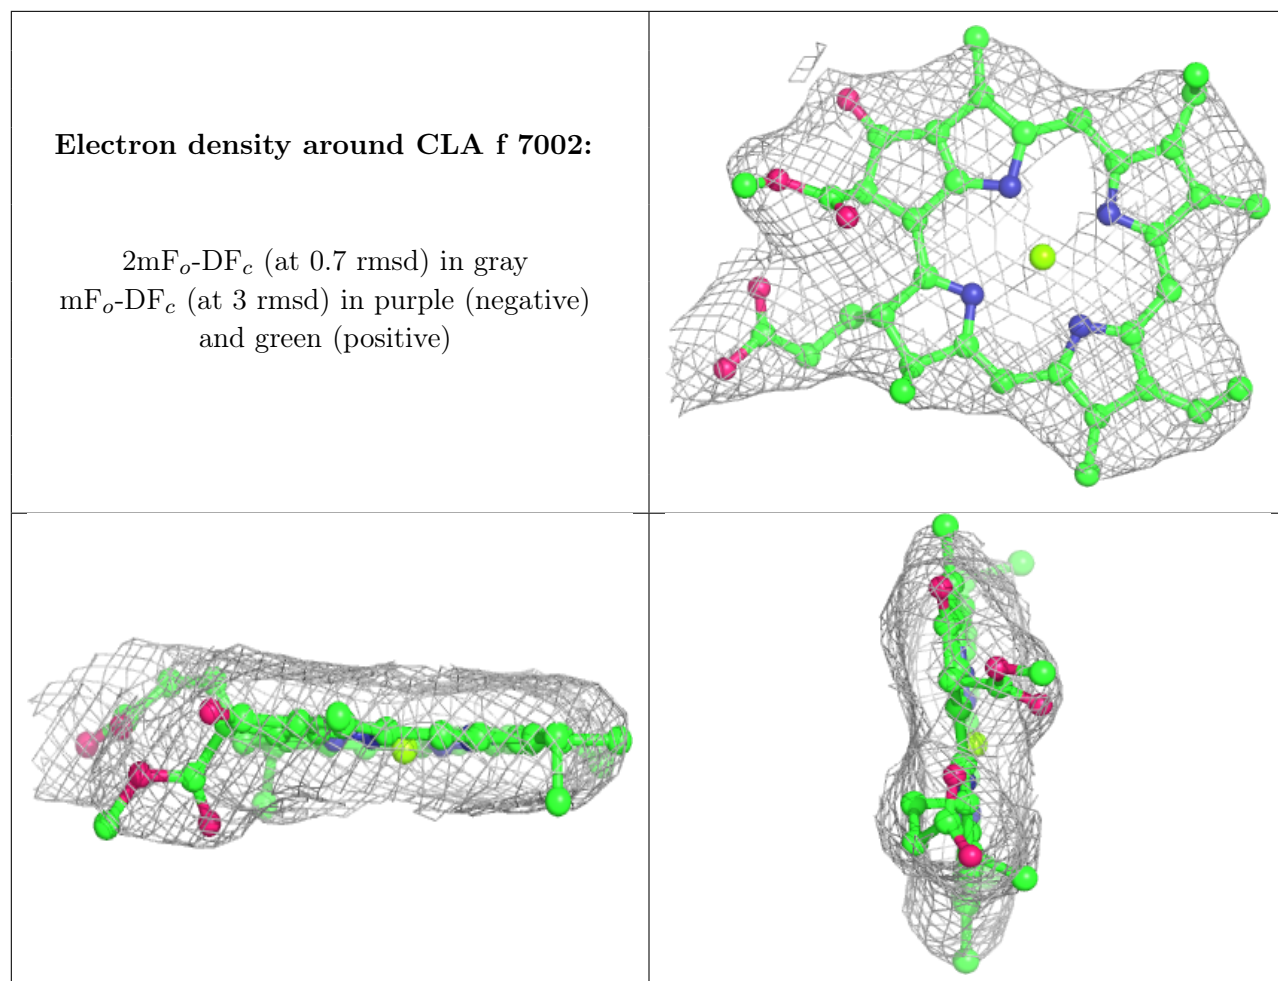 Electron density around CLA f 7002:
2mFo-DFc (at 0.7 rmsd) in gray
mFo-DFc (at 3 rmsd) in purple (negative)
and green (positive)